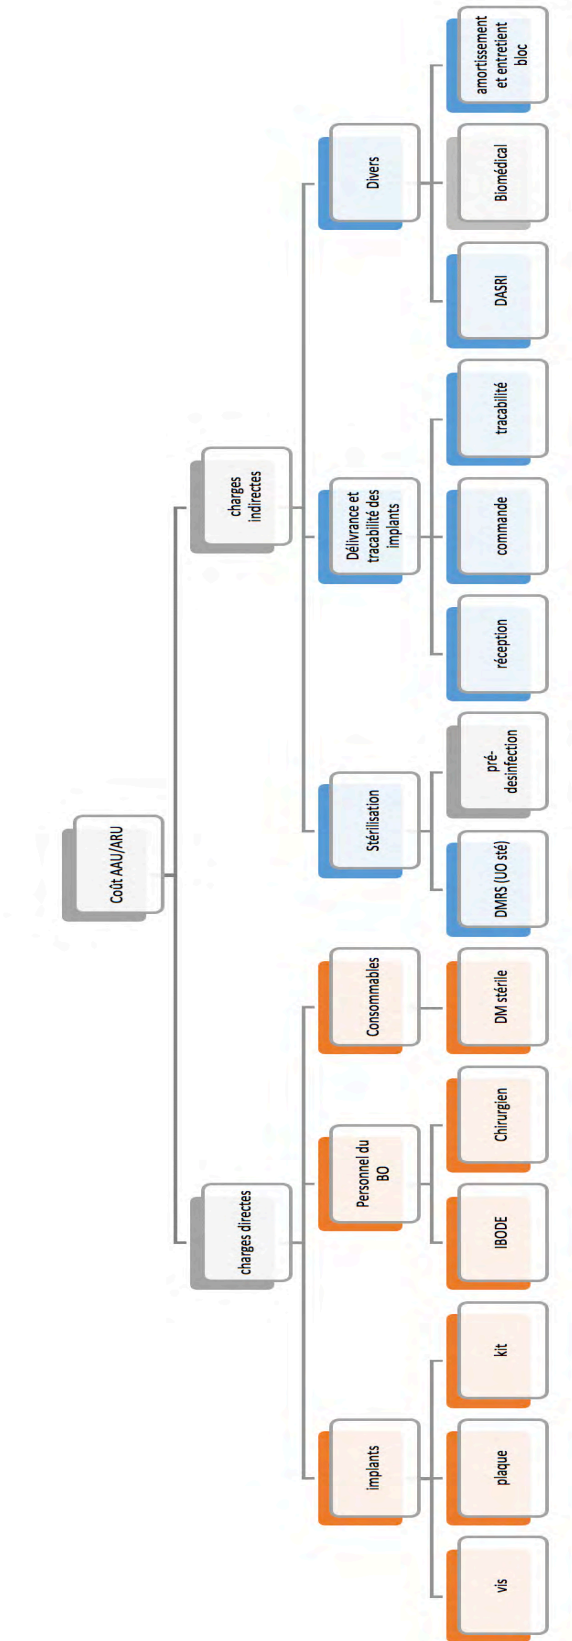 Coût AAU/ARU
charges directes
charges
indirectes
implants
Personnel du
BO
Consommables
Stérilisation
Délivrance et
tracabilité des
implants
Divers
vis
plaque
kit
IBODE
Chirurgien
DM stérile
DMRS (UO sté)
pré-
desinfection
réception
commande
tracabilité
DASRI
Biomédical
amortissement
et entretient
bloc